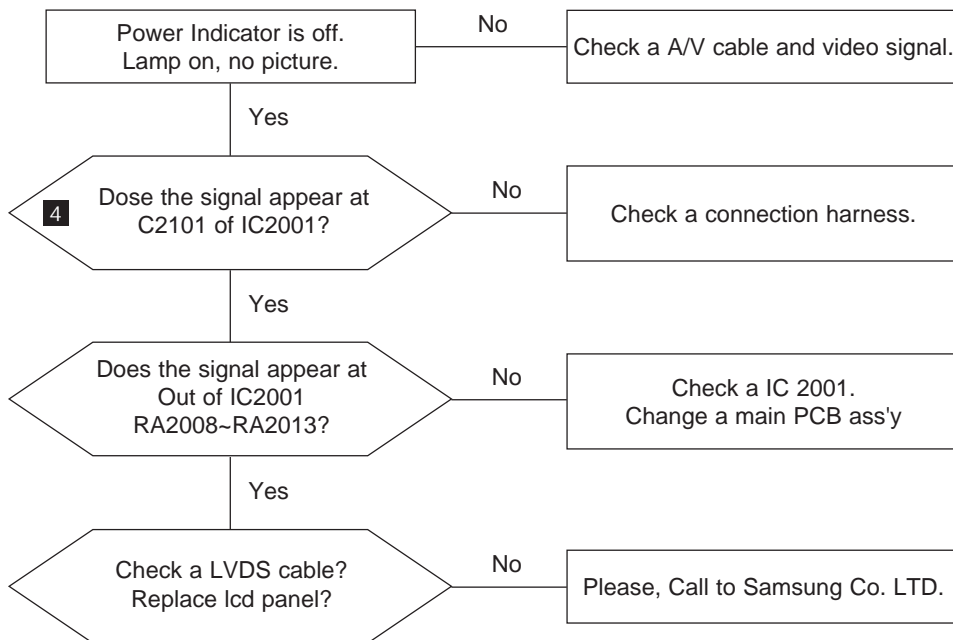 Power Indicator is off.
Lamp on, no picture.
No
Check a A/V cable and video signal.
Yes
4
Dose the signal appear at
C2101 of IC2001?
No
Check a connection harness.
Yes
Does the signal appear at
Out of IC2001
RA2008~RA2013?
No
Check a IC 2001.
Change a main PCB ass'y
Yes
Check a LVDS cable?
Replace lcd panel?
No
Please, Call to Samsung Co. LTD.